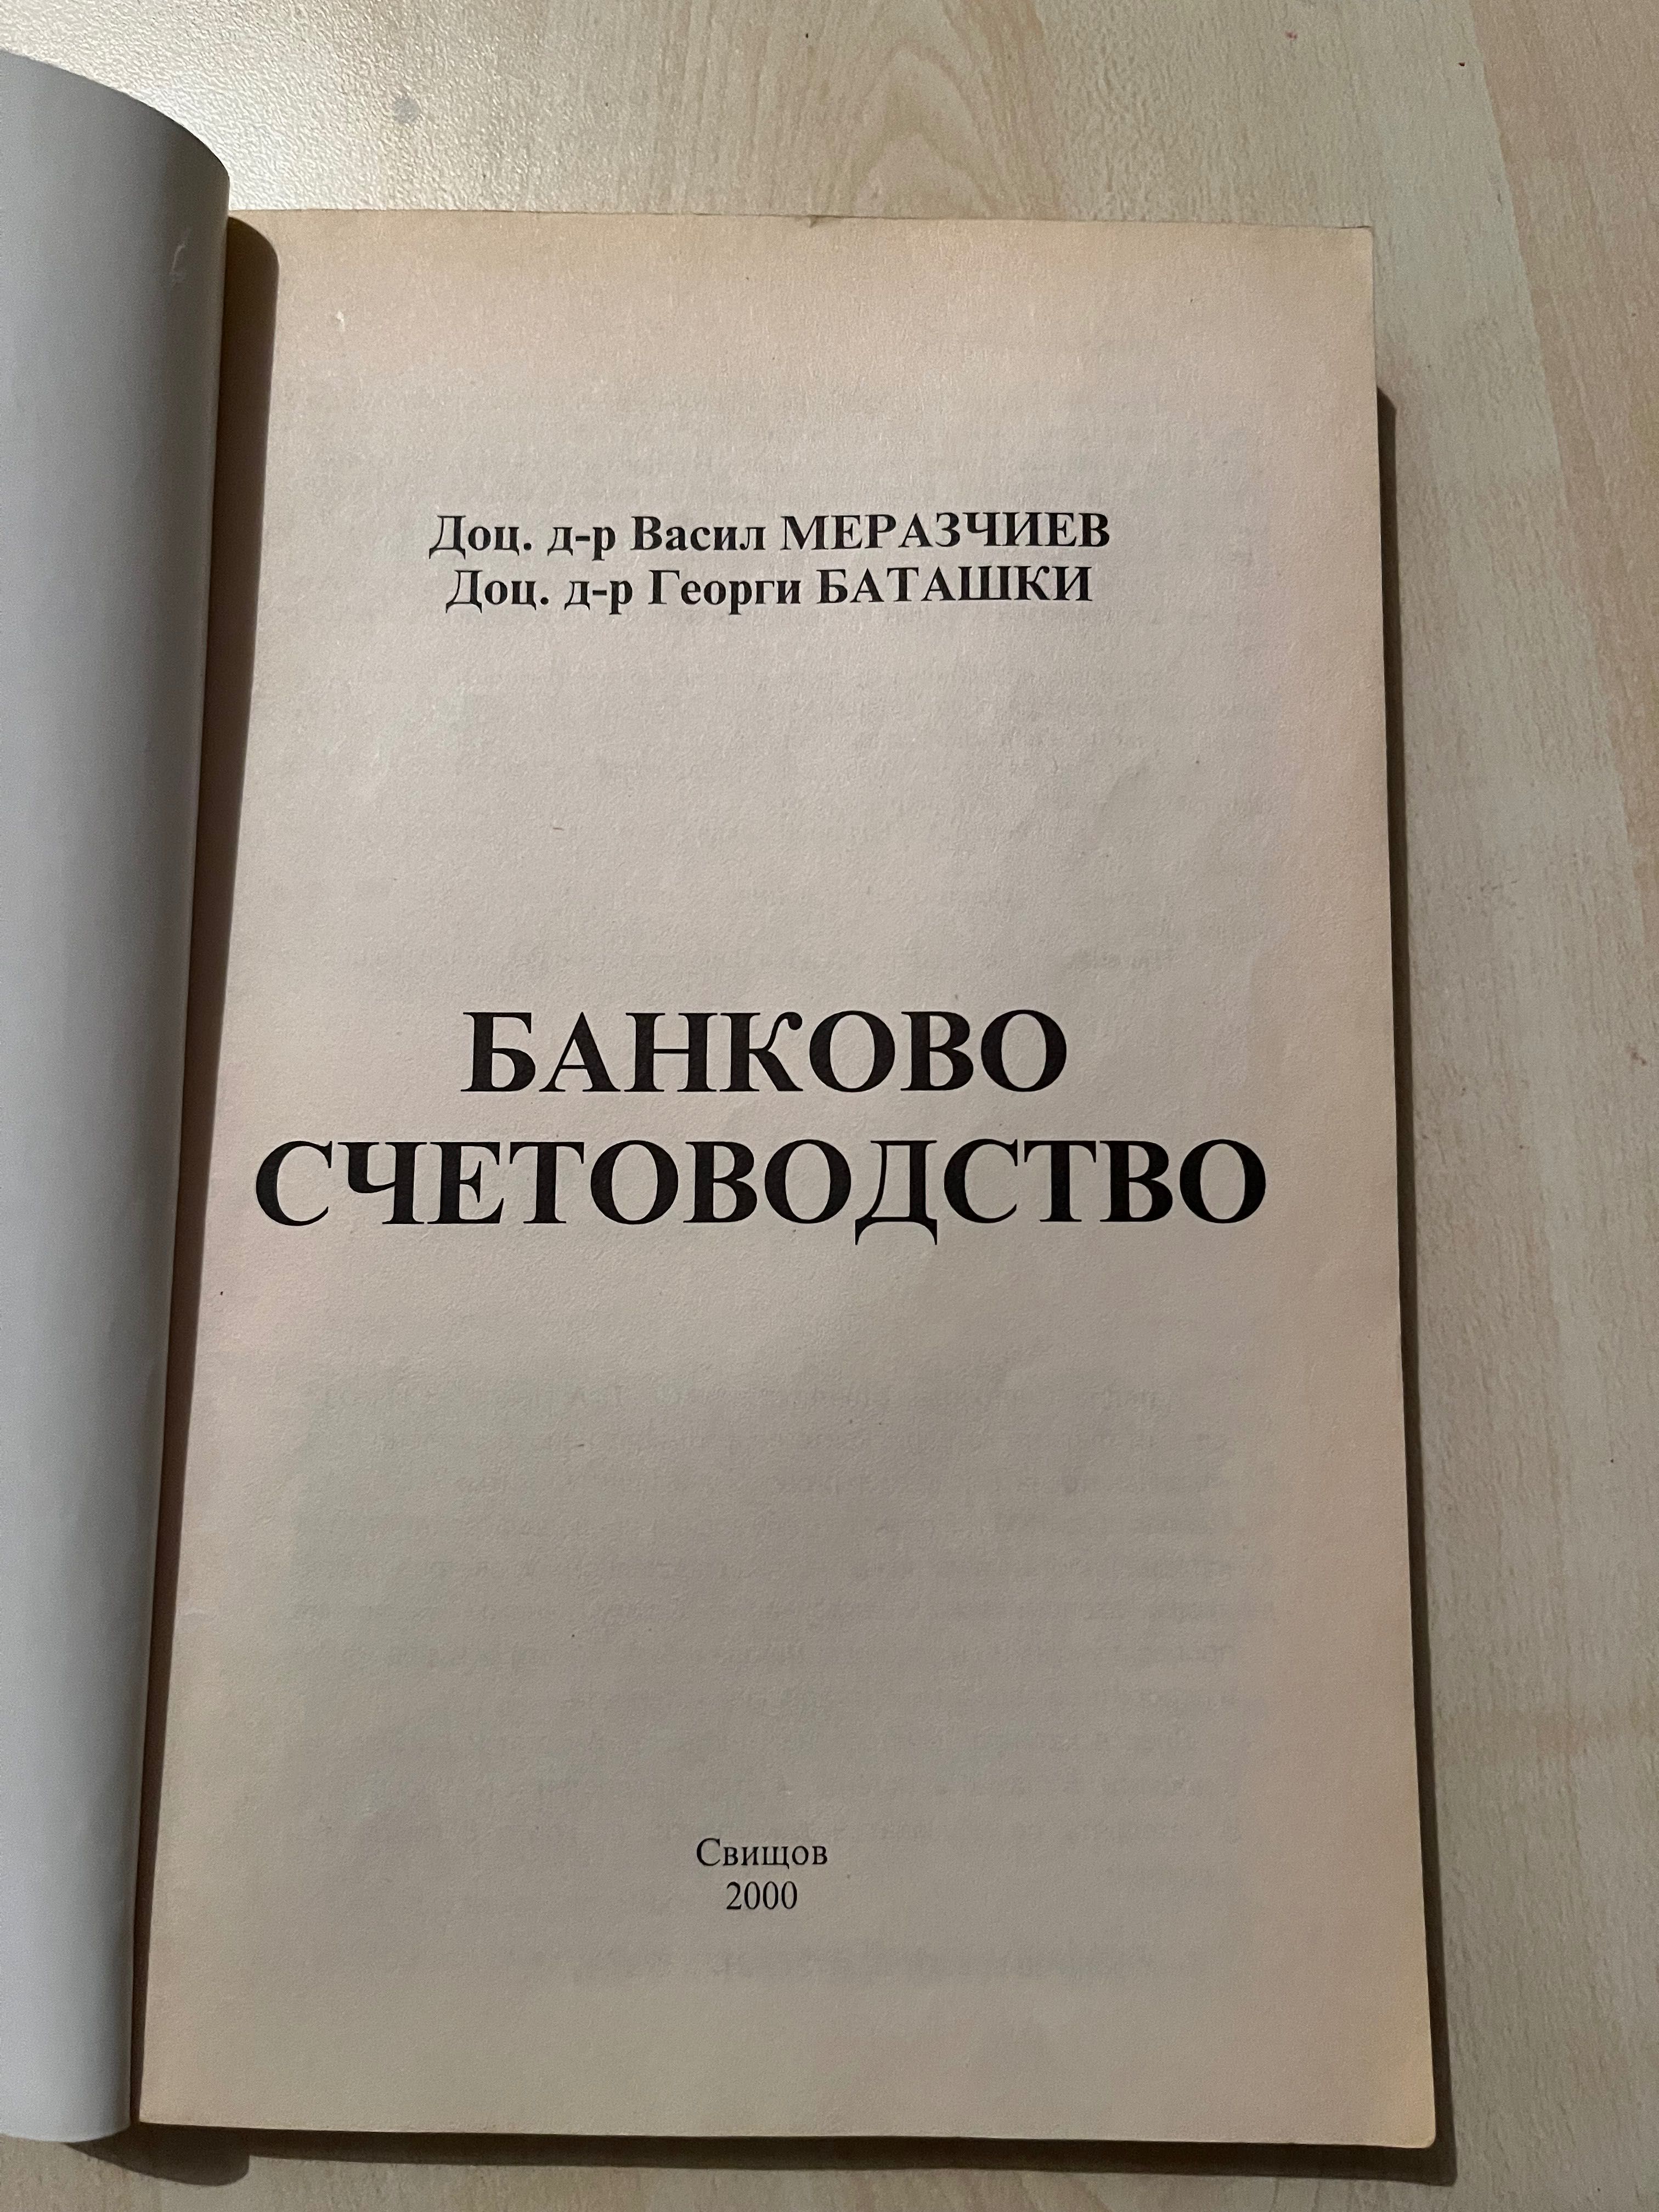 Доц. д-р Васил МЕРАЗЧИЕВ
Доц. д-р Георги БАТАШКИ
БАНКОВО
СЧЕТОВОДСТВО
Свищов
2000